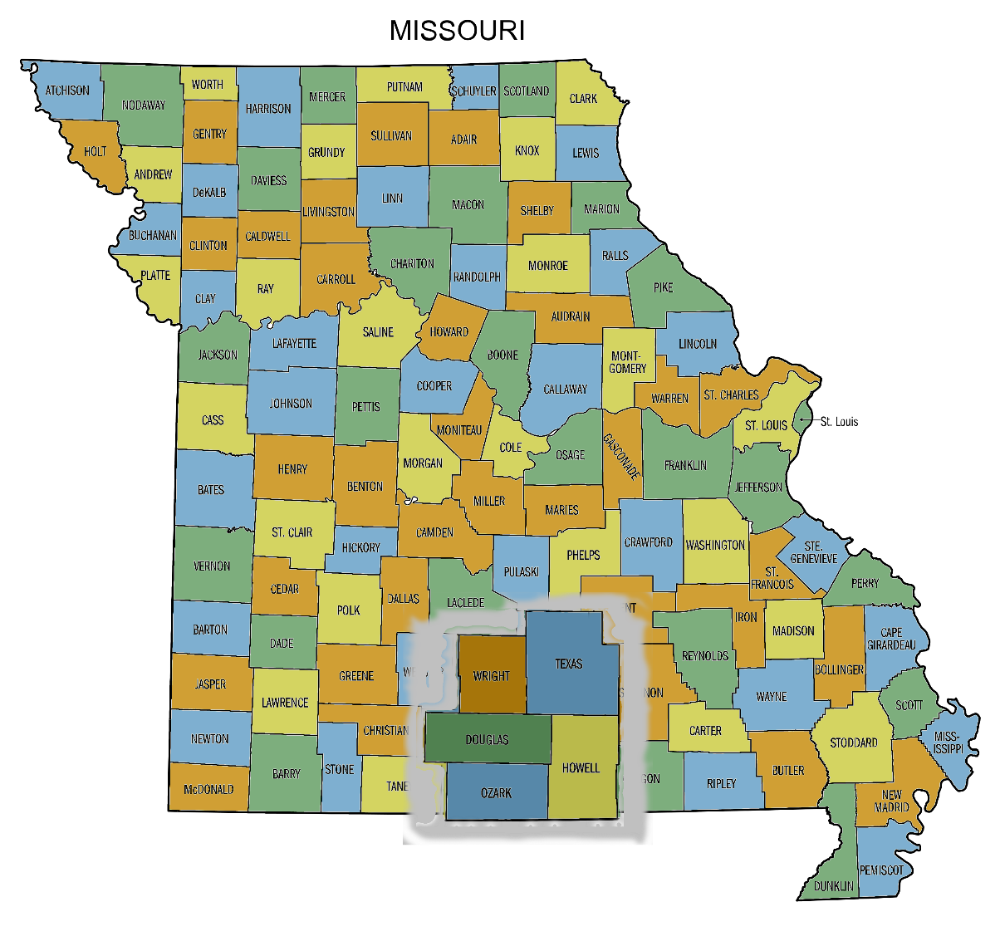 MISSOURI
ATCHISON
NODAWAY
WORTH
HARRISON
MERCER
PUTNAM
SCHUYLER
SCOTLAND
CLARK
HOLT
GENTRY
GRUNDY
SULLIVAN
ADAIR
KNOX
LEWIS
ANDREW
DeKALB
DAVIESS
LIVINGSTON
LINN
MACON
SHELBY
MARION
BUCHANAN
CLINTON
CALDWELL
CHARITON
RANDOLPH
MONROE
RALLS
PLATTE
CLAY
RAY
CARROLL
PIKE
AUDRAIN
JACKSON
LAFAYETTE
SALINE
HOWARD
BOONE
MONT-
GOMERY
LINCOLN
CASS
JOHNSON
PETTIS
COOPER
CALLAWAY
WARREN
ST. CHARLES
MONITEAU
COLE
ST. LOUIS
St. Louis
BATES
HENRY
BENTON
MORGAN
MILLER
OSAGE
GASCONADE
FRANKLIN
JEFFERSON
MARIES
ST. CLAIR
HICKORY
CAMDEN
PULASKI
PHELPS
CRAWFORD
WASHINGTON
STE.
GENEVIEVE
ST.
FRANCOIS
PERRY
VERNON
CEDAR
POLK
DALLAS
LACLEDE
NT
IRON
MADISON
CAPE
GIRARDEAU
BARTON
DADE
GREENE
W
WRIGHT
TEXAS
S
NON
REYNOLDS
BOLLINGER
JASPER
LAWRENCE
WAYNE
SCOTT
NEWTON
CHRISTIAN
DOUGLAS
CARTER
STODDARD
MISS-
ISSIPPI
McDONALD
BARRY
STONE
TANE
OZARK
HOWELL
GON
RIPLEY
BUTLER
NEW
MADRID
DUNKLIN
PEMISCOT